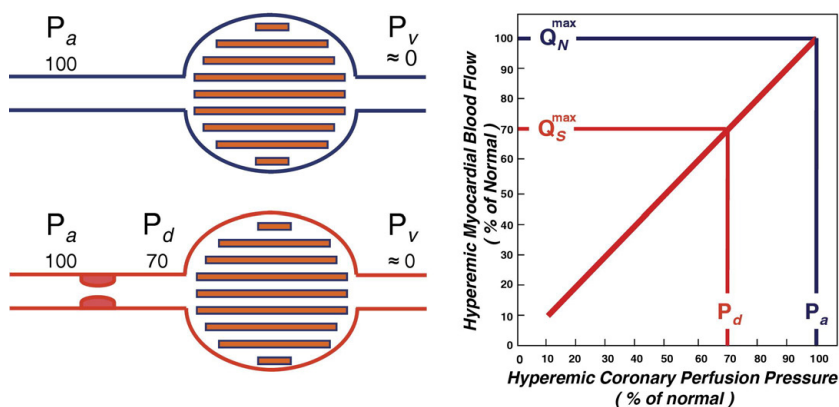 Pa
100
Pv
≈0
Pa
100
Pd
70
Pv
≈0
Hyperemic Myocardial Blood Flow
( % of Normal )
100
90
80
70
60
50
40
30
20
10
0
QN max
QS max
Pd
Pa
0 10 20 30 40 50 60 70 80 90 100
Hyperemic Coronary Perfusion Pressure
( % of normal )